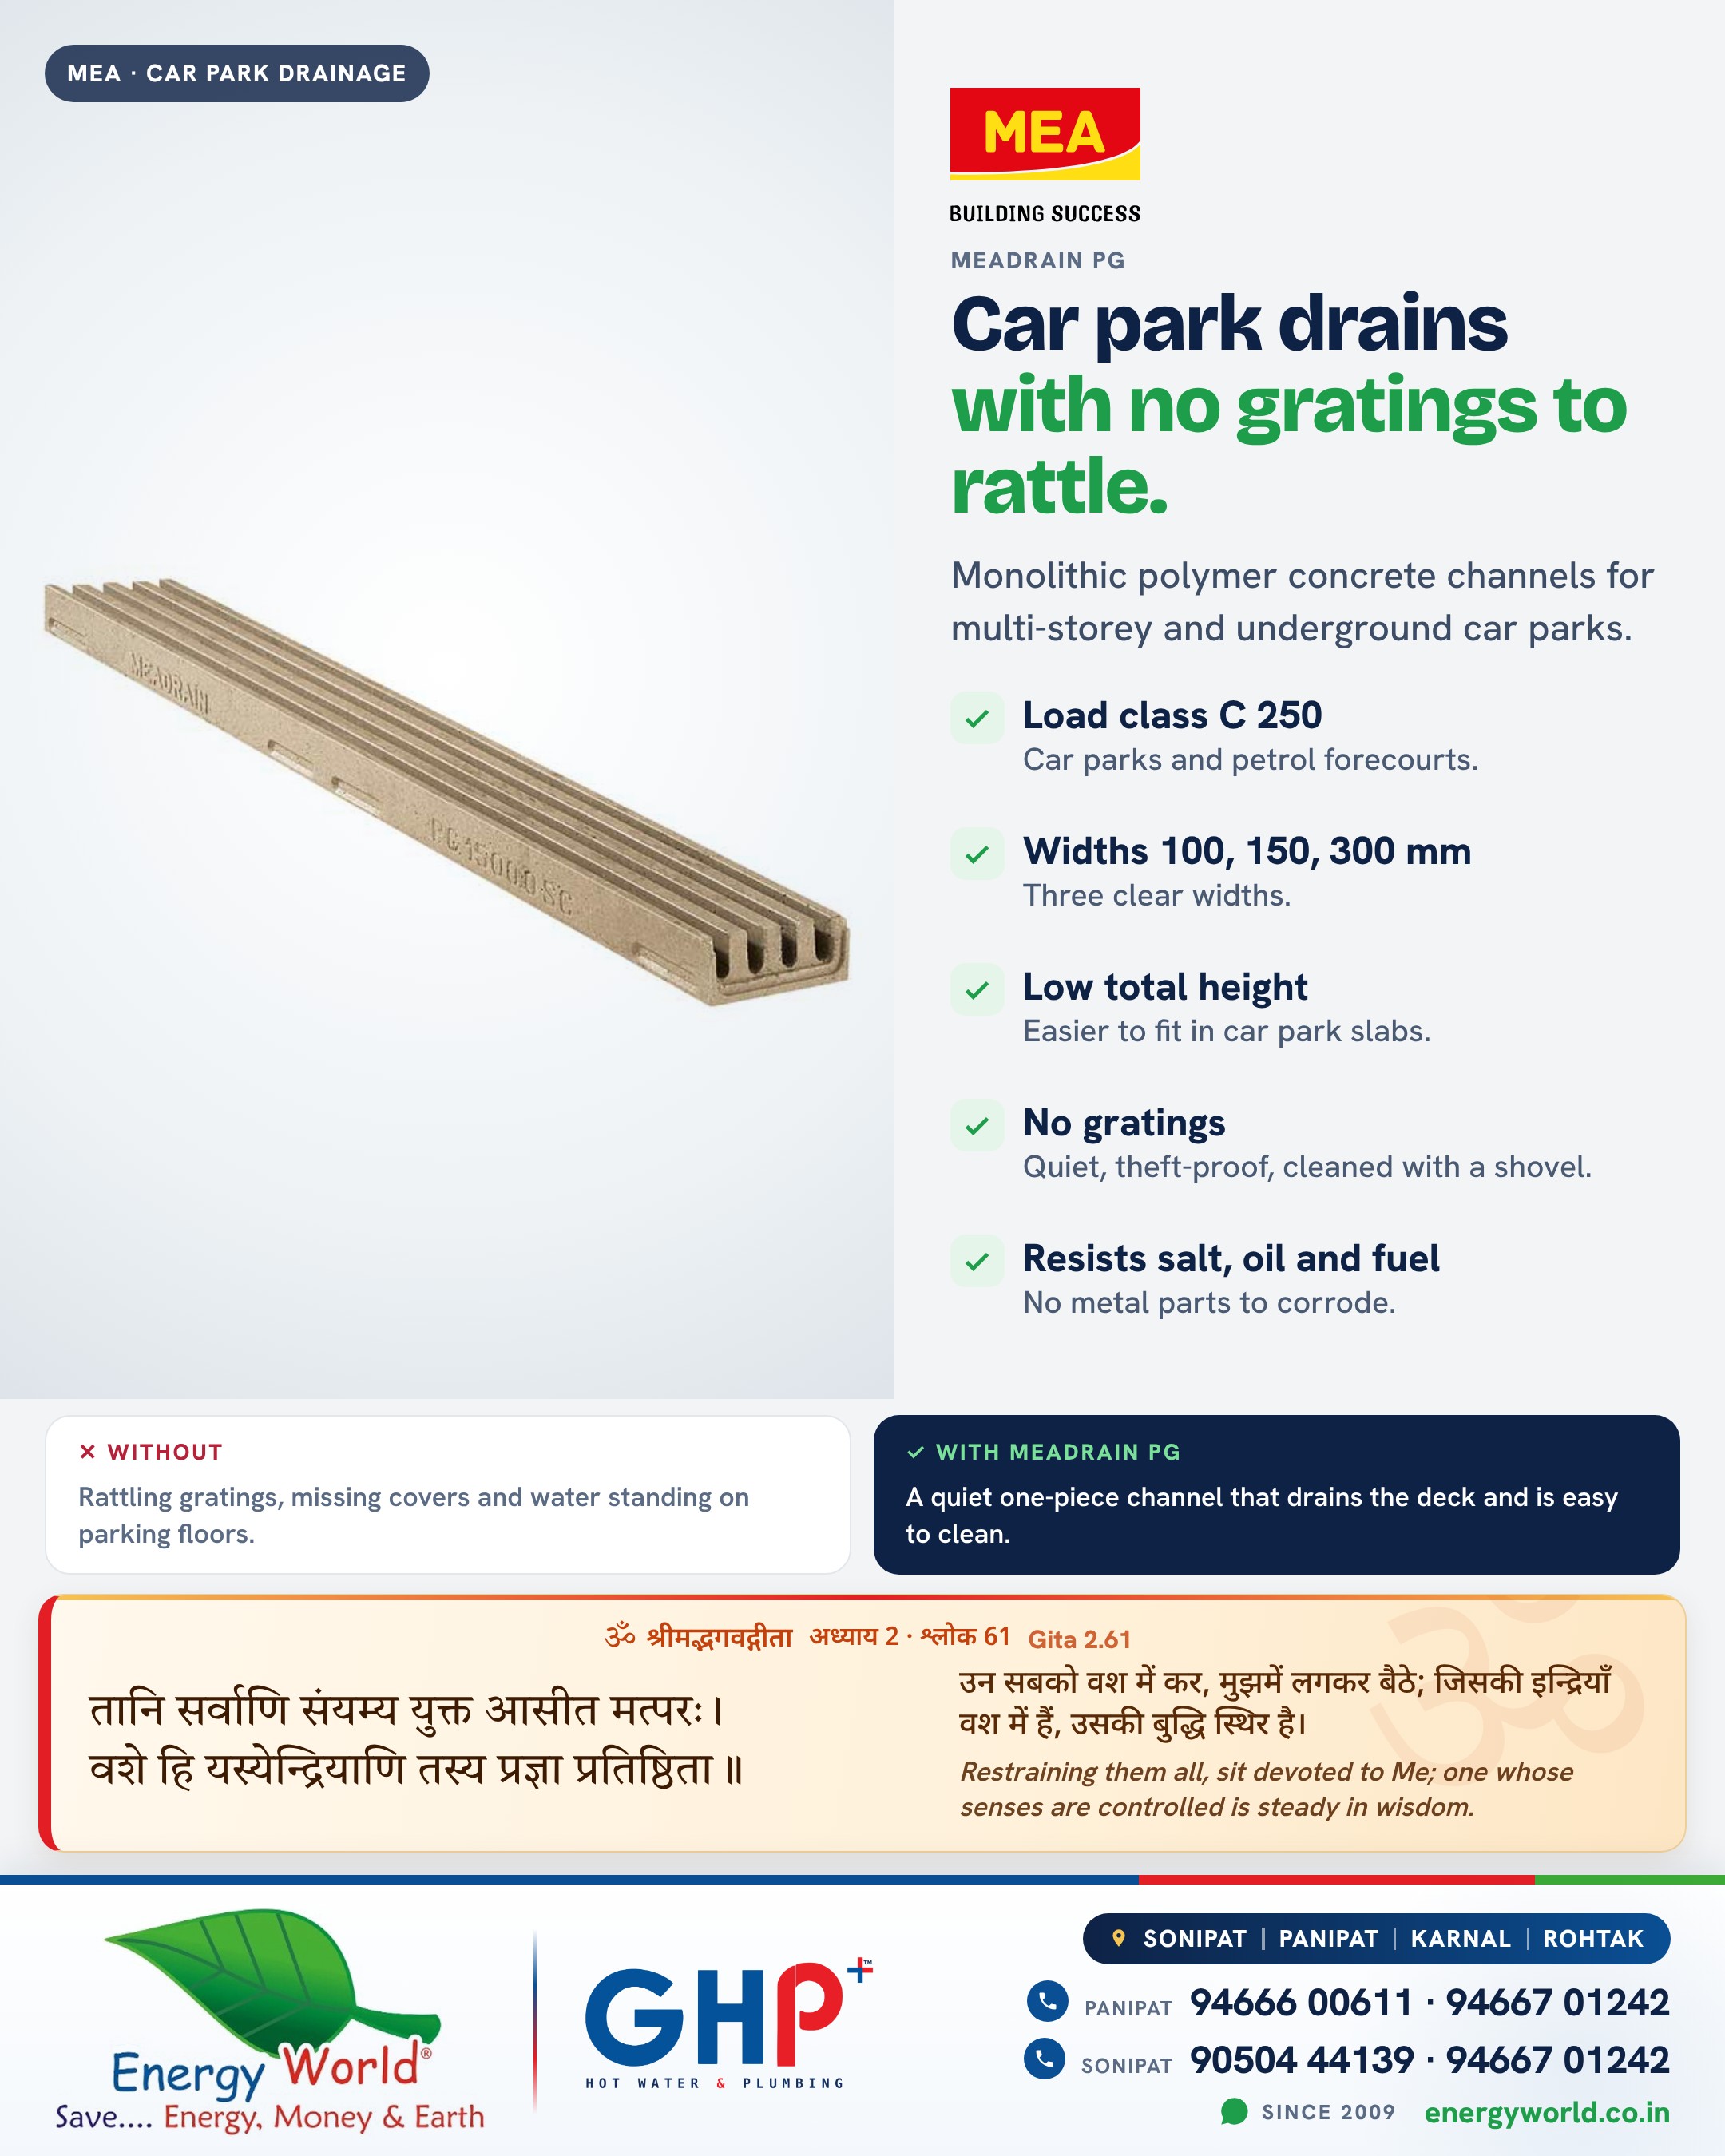 MEA · CAR PARK DRAINAGE
MEA
BUILDING SUCCESS
MEADRAIN PG
Car park drains
with no gratings to
rattle.
Monolithic polymer concrete channels for
multi-storey and underground car parks.
Load class C 250
Car parks and petrol forecourts.
Widths 100, 150, 300 mm
Three clear widths.
Low total height
Easier to fit in car park slabs.
No gratings
Quiet, theft-proof, cleaned with a shovel.
Resists salt, oil and fuel
No metal parts to corrode.
MEADRAIN
✕ WITHOUT
Rattling gratings, missing covers and water standing on
parking floors.
✓ WITH MEADRAIN PG
A quiet one-piece channel that drains the deck and is easy
to clean.
ॐ श्रीमद्भगवद्गीता अध्याय 2 · श्लोक 61 Gita 2.61
तानि सर्वाणि संयम्य युक्त आसीत मत्परः।
वशे हि यस्येन्द्रियाणि तस्य प्रज्ञा प्रतिष्ठिता॥
उन सबको वश में कर, मुझमें लगकर बैठे; जिसकी इन्द्रियाँ
वश में हैं, उसकी बुद्धि स्थिर है।
Restraining them all, sit devoted to Me; one whose
senses are controlled is steady in wisdom.
Energy World®
Save.... Energy, Money & Earth
GHP+™
HOT WATER & PLUMBING
SONIPAT | PANIPAT | KARNAL | ROHTAK
PANIPAT 94666 00611 · 94667 01242
SONIPAT 90504 44139 · 94667 01242
SINCE 2009 energyworld.co.in